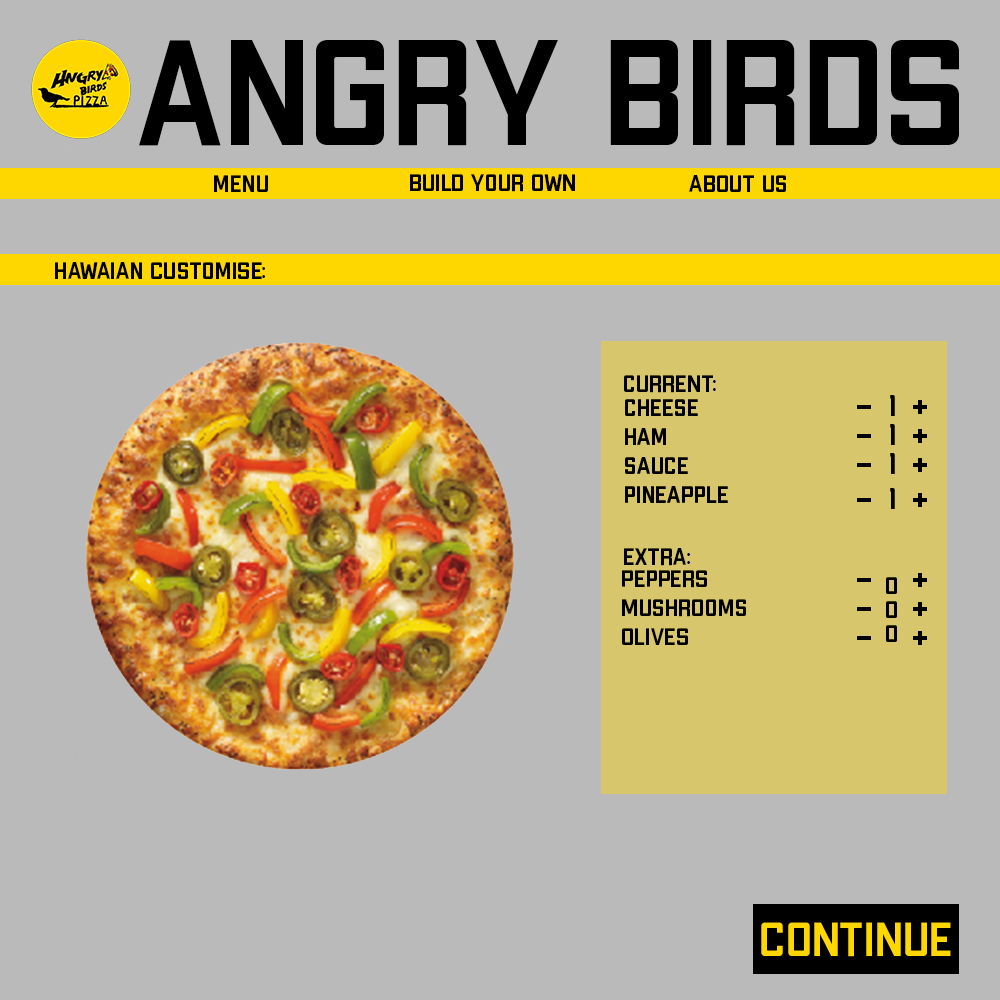 HNGRY
BIRDS
PIZZA
ANGRY BIRDS
MENU BUILD YOUR OWN ABOUT US
HAWAIAN CUSTOMISE:
CURRENT:
CHEESE - 1 +
HAM - 1 +
SAUCE - 1 +
PINEAPPLE - 1 +
EXTRA:
PEPPERS - 0 +
MUSHROOMS - 0 +
OLIVES - 0 +
CONTINUE